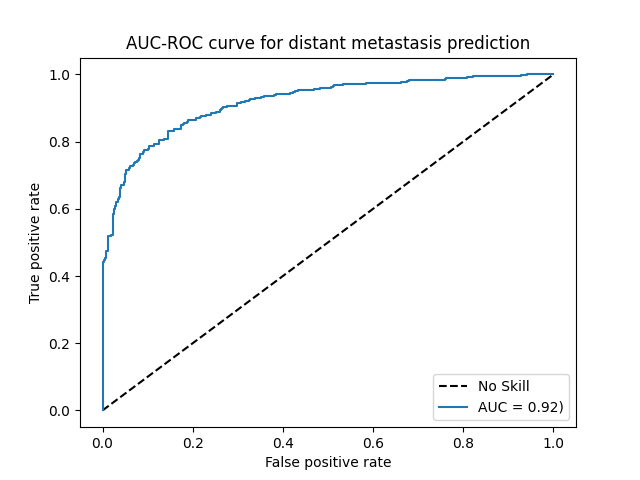 AUC-ROC curve for distant metastasis prediction
True positive rate
1.0
0.8
0.6
0.4
0.2
0.0
0.0 0.2 0.4 0.6 0.8 1.0
False positive rate
No Skill
AUC = 0.92)